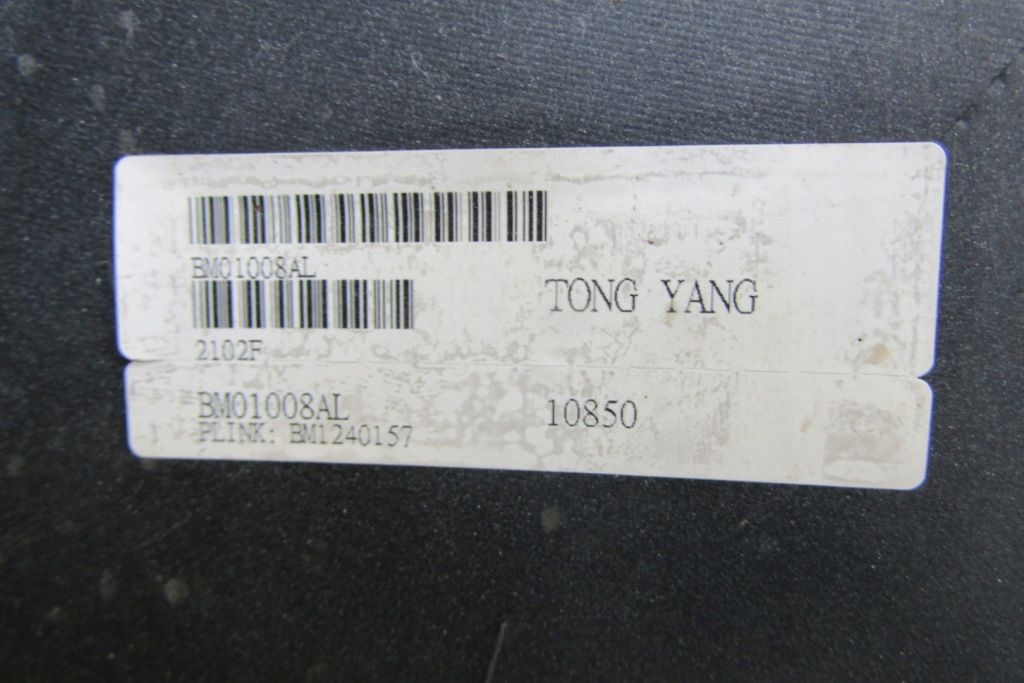 BM01008AL
TONG YANG
2102F
BM01008AL
10850
PLINK: BM1240157